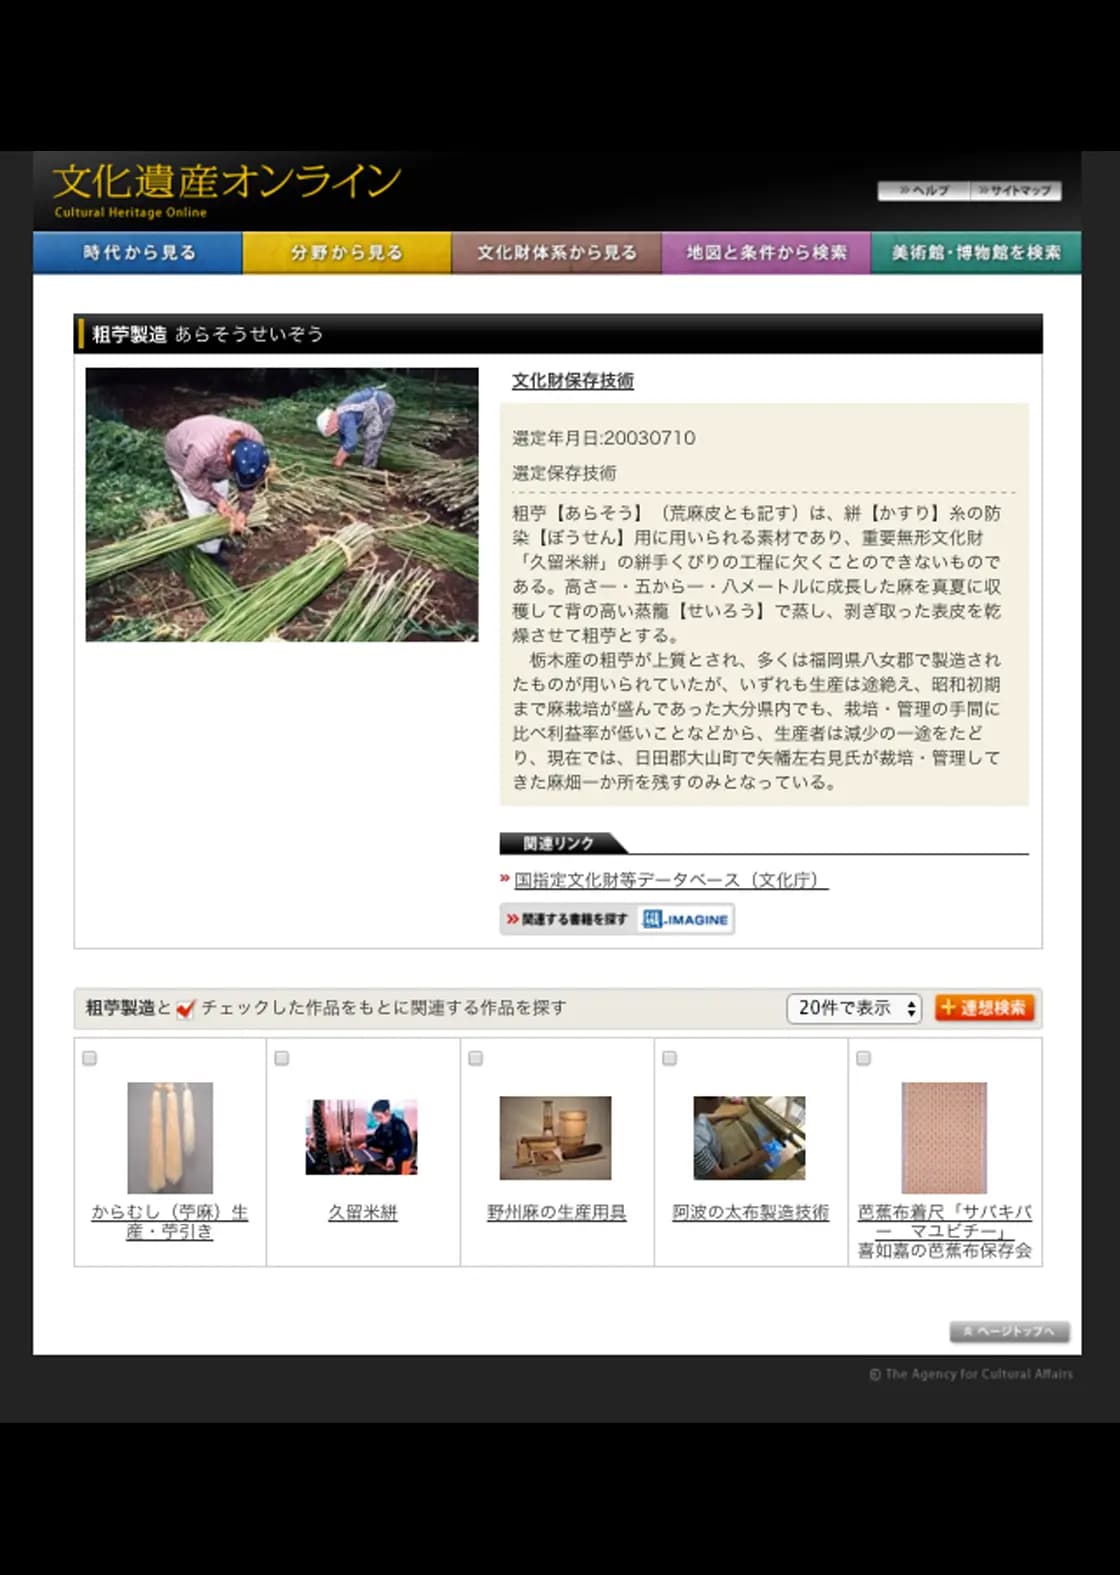 文化遺産オンライン
Cultural Heritage Online
ヘルプ
サイトマップ
時代から見る
分野から見る
文化財体系から見る
地図と条件から検索
美術館・博物館を検索
粗苧製造 あらそうせいぞう
文化財保存技術
選定年月日:20030710
選定保存技術
粗苧【あらそう】（荒麻皮とも記す）は、絣【かすり】糸の防
染【ぼうせん】用に用いられる素材であり、重要無形文化財
「久留米絣」の絣手くびりの工程に欠くことのできないもので
ある。高さ一・五から一・八メートルに成長した麻を真夏に収
穫して背の高い蒸籠【せいろう】で蒸し、剥ぎ取った表皮を乾
燥させて粗苧とする。
　栃木産の粗苧が上質とされ、多くは福岡県八女郡で製造され
たものが用いられていたが、いずれも生産は途絶え、昭和初期
まで麻栽培が盛んであった大分県内でも、栽培・管理の手間に
比べ利益率が低いことなどから、生産者は減少の一途をたど
り、現在では、日田郡大山町で矢幡左右見氏が栽培・管理して
きた麻畑一か所を残すのみとなっている。
関連リンク
国指定文化財等データベース（文化庁）
関連する書籍を探す
想-IMAGINE
粗苧製造と チェックした作品をもとに関連する作品を探す
20件で表示
連想検索
からむし（苧麻）生
産・苧引き
久留米絣
野州麻の生産用具
阿波の太布製造技術
芭蕉布着尺「サバキバ
ー　マユビチー」
喜如嘉の芭蕉布保存会
ページトップへ
© The Agency for Cultural Affairs